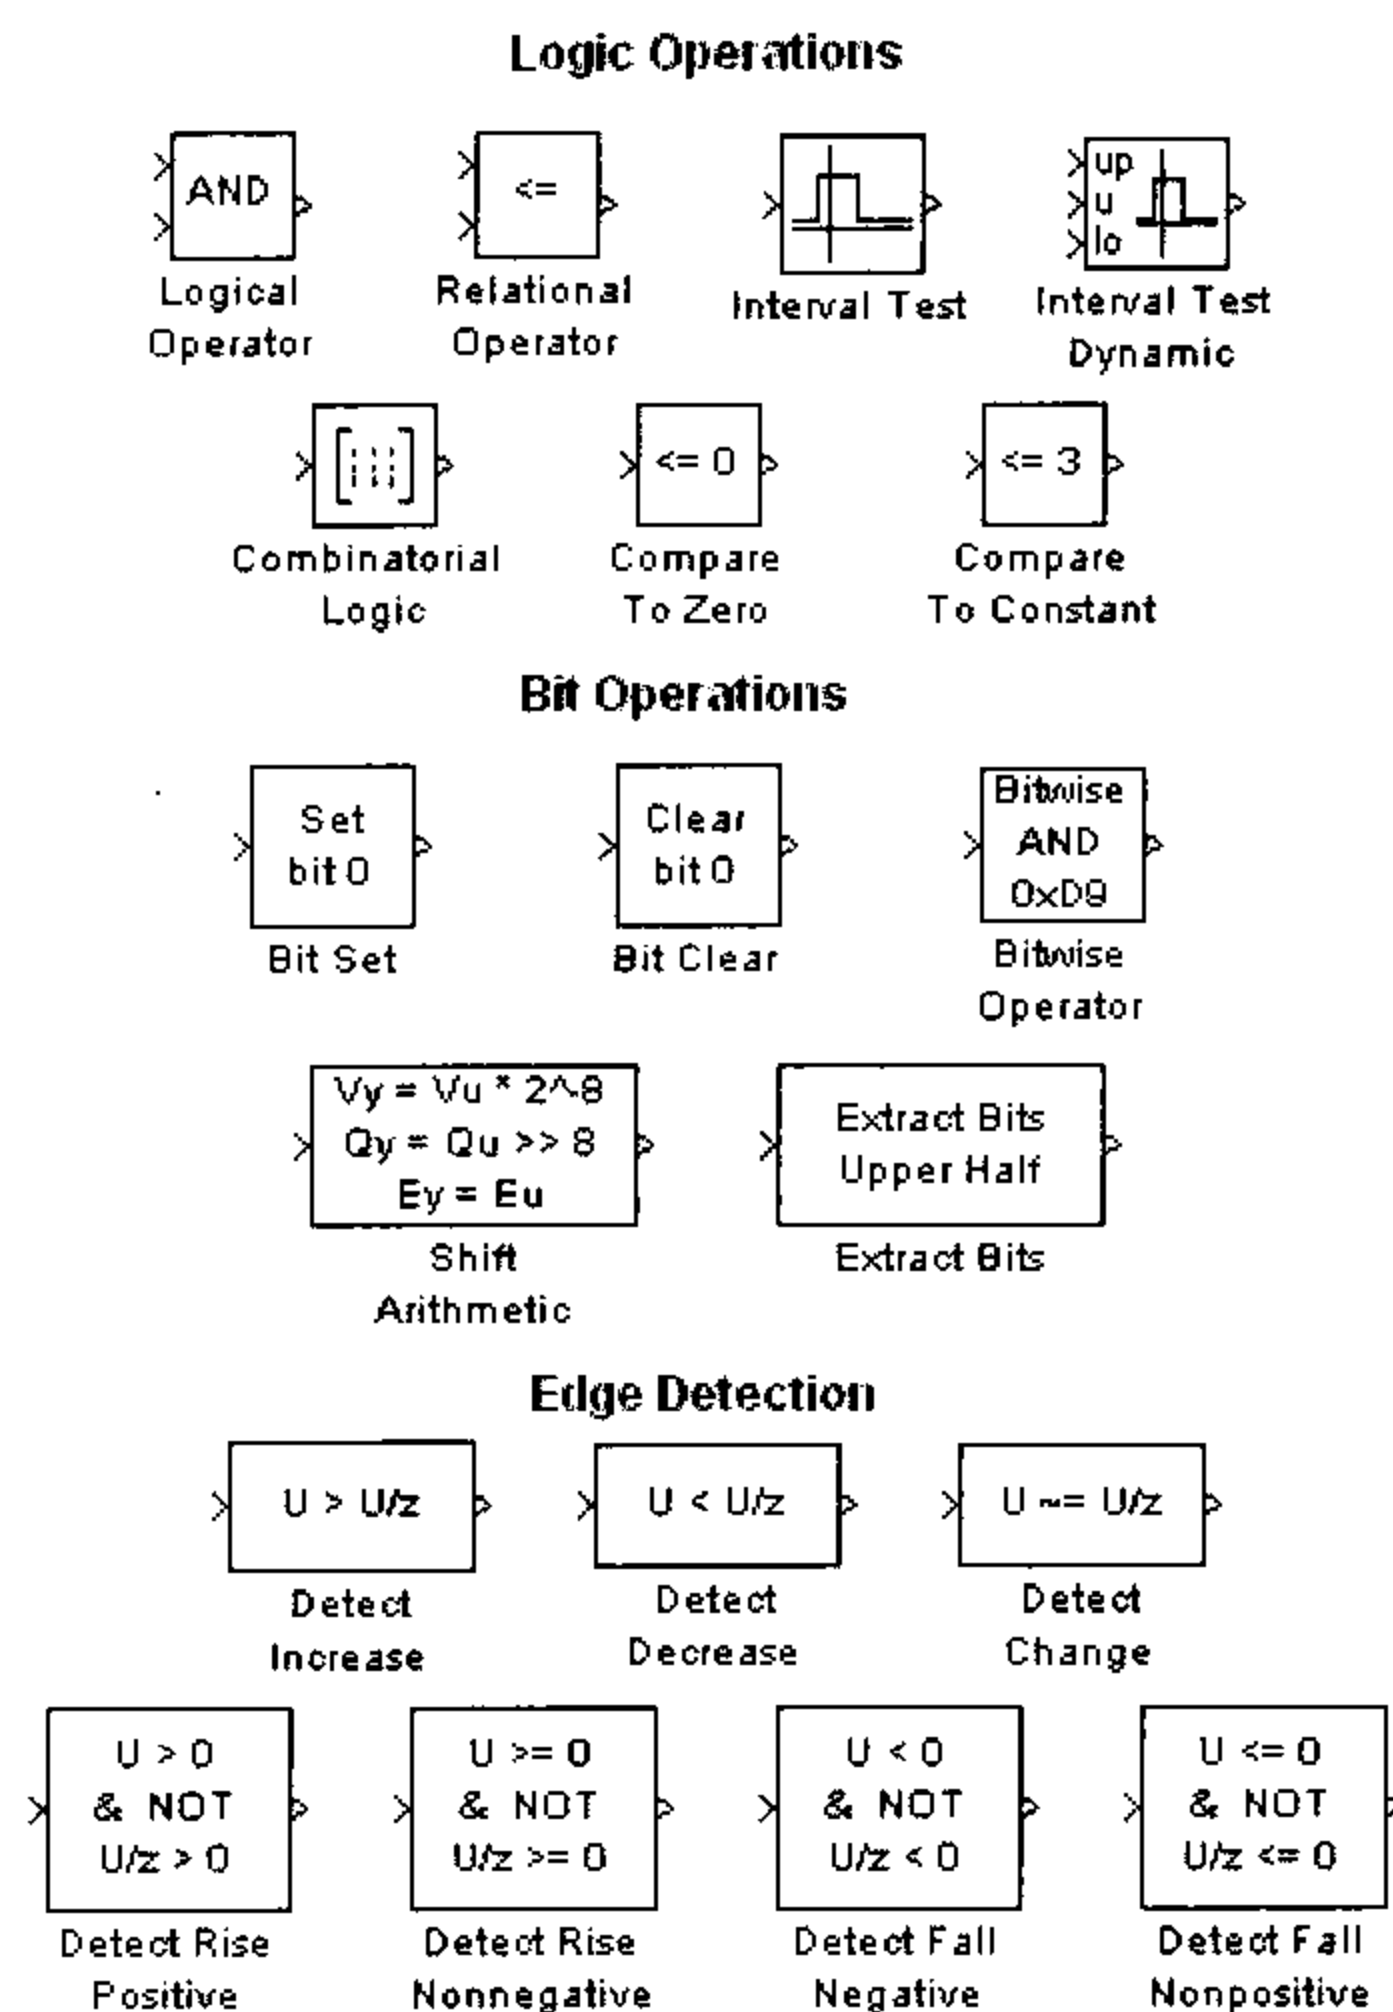 Logic Operations
AND
<=
up
u
lo
Logical
Operator
Relational
Operator
Interval Test
Interval Test
Dynamic
<= 0
<= 3
Combinatorial
Logic
Compare
To Zero
Compare
To Constant
Bit Operations
Set
bit 0
Clear
bit 0
Bitwise
AND
0xD9
Bit Set
Bit Clear
Bitwise
Operator
Vy = Vu * 2^-8
Qy = Qu >> 8
Ey = Eu
Extract Bits
Upper Half
Shift
Arithmetic
Extract Bits
Edge Detection
U > U/z
U < U/z
U ~= U/z
Detect
Increase
Detect
Decrease
Detect
Change
U > 0
& NOT
U/z > 0
U >= 0
& NOT
U/z >= 0
U < 0
& NOT
U/z < 0
U <= 0
& NOT
U/z <= 0
Detect Rise
Positive
Detect Rise
Nonnegative
Detect Fall
Negative
Detect Fall
Nonpositive